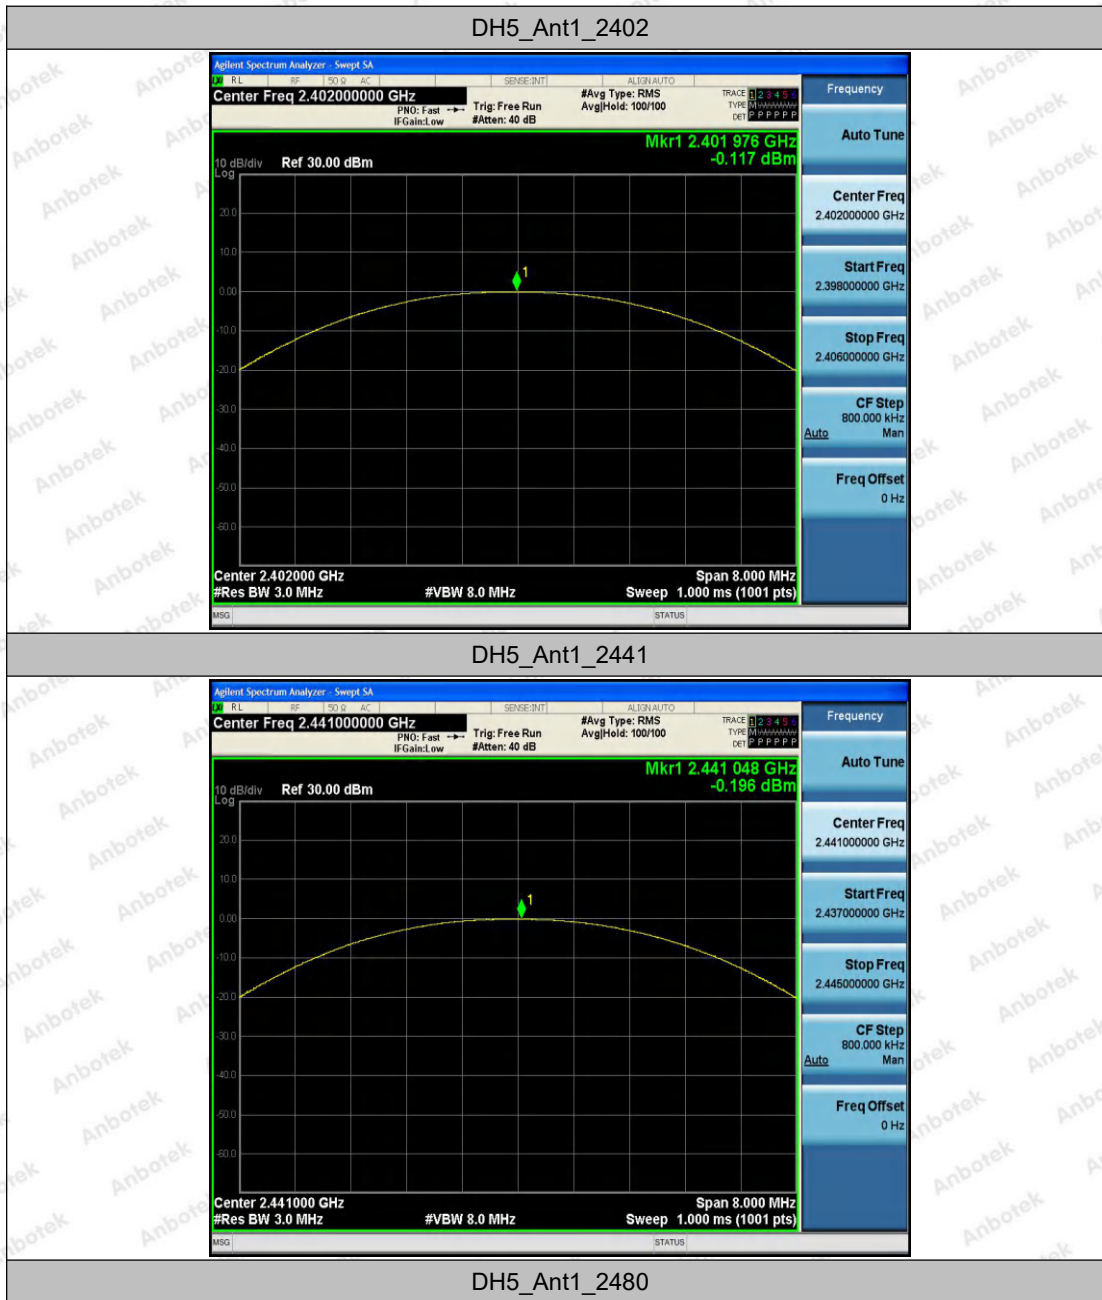 DH5_Ant1_2402
Agilent Spectrum Analyzer - Swept SA
RL RF 50 Ω AC SENSE:INT ALIGN AUTO
Center Freq 2.402000000 GHz
PNO: Fast
IFGain:Low
Trig: Free Run
#Atten: 40 dB
#Avg Type: RMS
Avg|Hold: 100/100
TRACE 1 2 3 4 5 6
TYPE M W W W W W
DET P P P P P P
Mkr1 2.401 976 GHz
-0.117 dBm
10 dB/div Ref 30.00 dBm
Log
20.0
10.0
0.00
-10.0
-20.0
-30.0
-40.0
-50.0
-60.0
1
Center 2.402000 GHz Span 8.000 MHz
#Res BW 3.0 MHz #VBW 8.0 MHz Sweep 1.000 ms (1001 pts)
MSG STATUS
Frequency
Auto Tune
Center Freq
2.402000000 GHz
Start Freq
2.398000000 GHz
Stop Freq
2.406000000 GHz
CF Step
800.000 kHz
Auto Man
Freq Offset
0 Hz
DH5_Ant1_2441
Agilent Spectrum Analyzer - Swept SA
RL RF 50 Ω AC SENSE:INT ALIGN AUTO
Center Freq 2.441000000 GHz
PNO: Fast
IFGain:Low
Trig: Free Run
#Atten: 40 dB
#Avg Type: RMS
Avg|Hold: 100/100
TRACE 1 2 3 4 5 6
TYPE M W W W W W
DET P P P P P P
Mkr1 2.441 048 GHz
-0.196 dBm
10 dB/div Ref 30.00 dBm
Log
20.0
10.0
0.00
-10.0
-20.0
-30.0
-40.0
-50.0
-60.0
1
Center 2.441000 GHz Span 8.000 MHz
#Res BW 3.0 MHz #VBW 8.0 MHz Sweep 1.000 ms (1001 pts)
MSG STATUS
Frequency
Auto Tune
Center Freq
2.441000000 GHz
Start Freq
2.437000000 GHz
Stop Freq
2.445000000 GHz
CF Step
800.000 kHz
Auto Man
Freq Offset
0 Hz
DH5_Ant1_2480